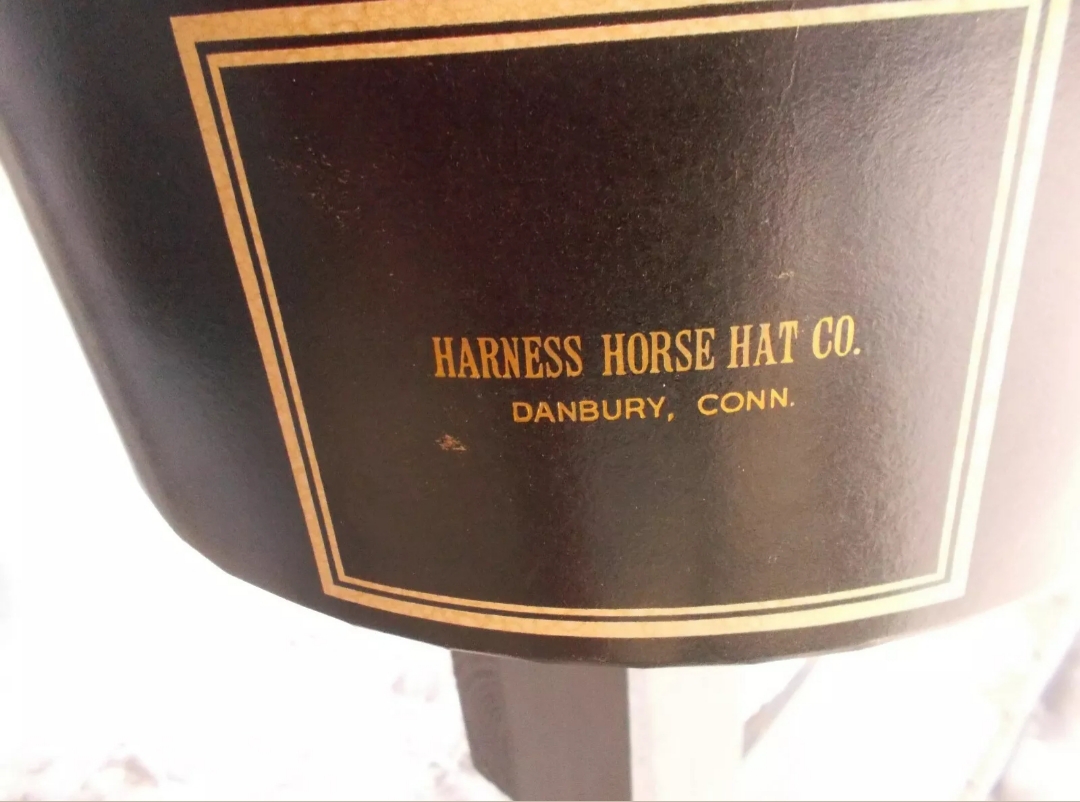 HARNESS HORSE HAT CO.
DANBURY, CONN.